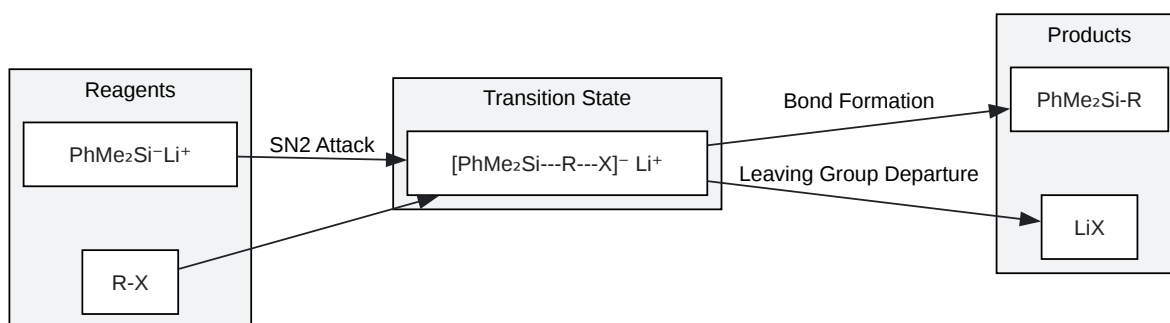 Reagents
PhMe₂Si⁻Li⁺
R-X
SN2 Attack
Transition State
[PhMe₂Si---R---X]⁻ Li⁺
Bond Formation
Leaving Group Departure
Products
PhMe₂Si-R
LiX